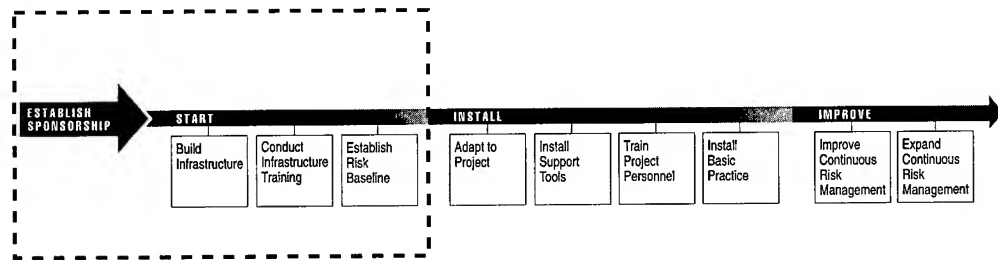 ESTABLISH
SPONSORSHIP
START
INSTALL
IMPROVE
Build
Infrastructure
Conduct
Infrastructure
Training
Establish
Risk
Baseline
Adapt to
Project
Install
Support
Tools
Train
Project
Personnel
Install
Basic
Practice
Improve
Continuous
Risk
Management
Expand
Continuous
Risk
Management